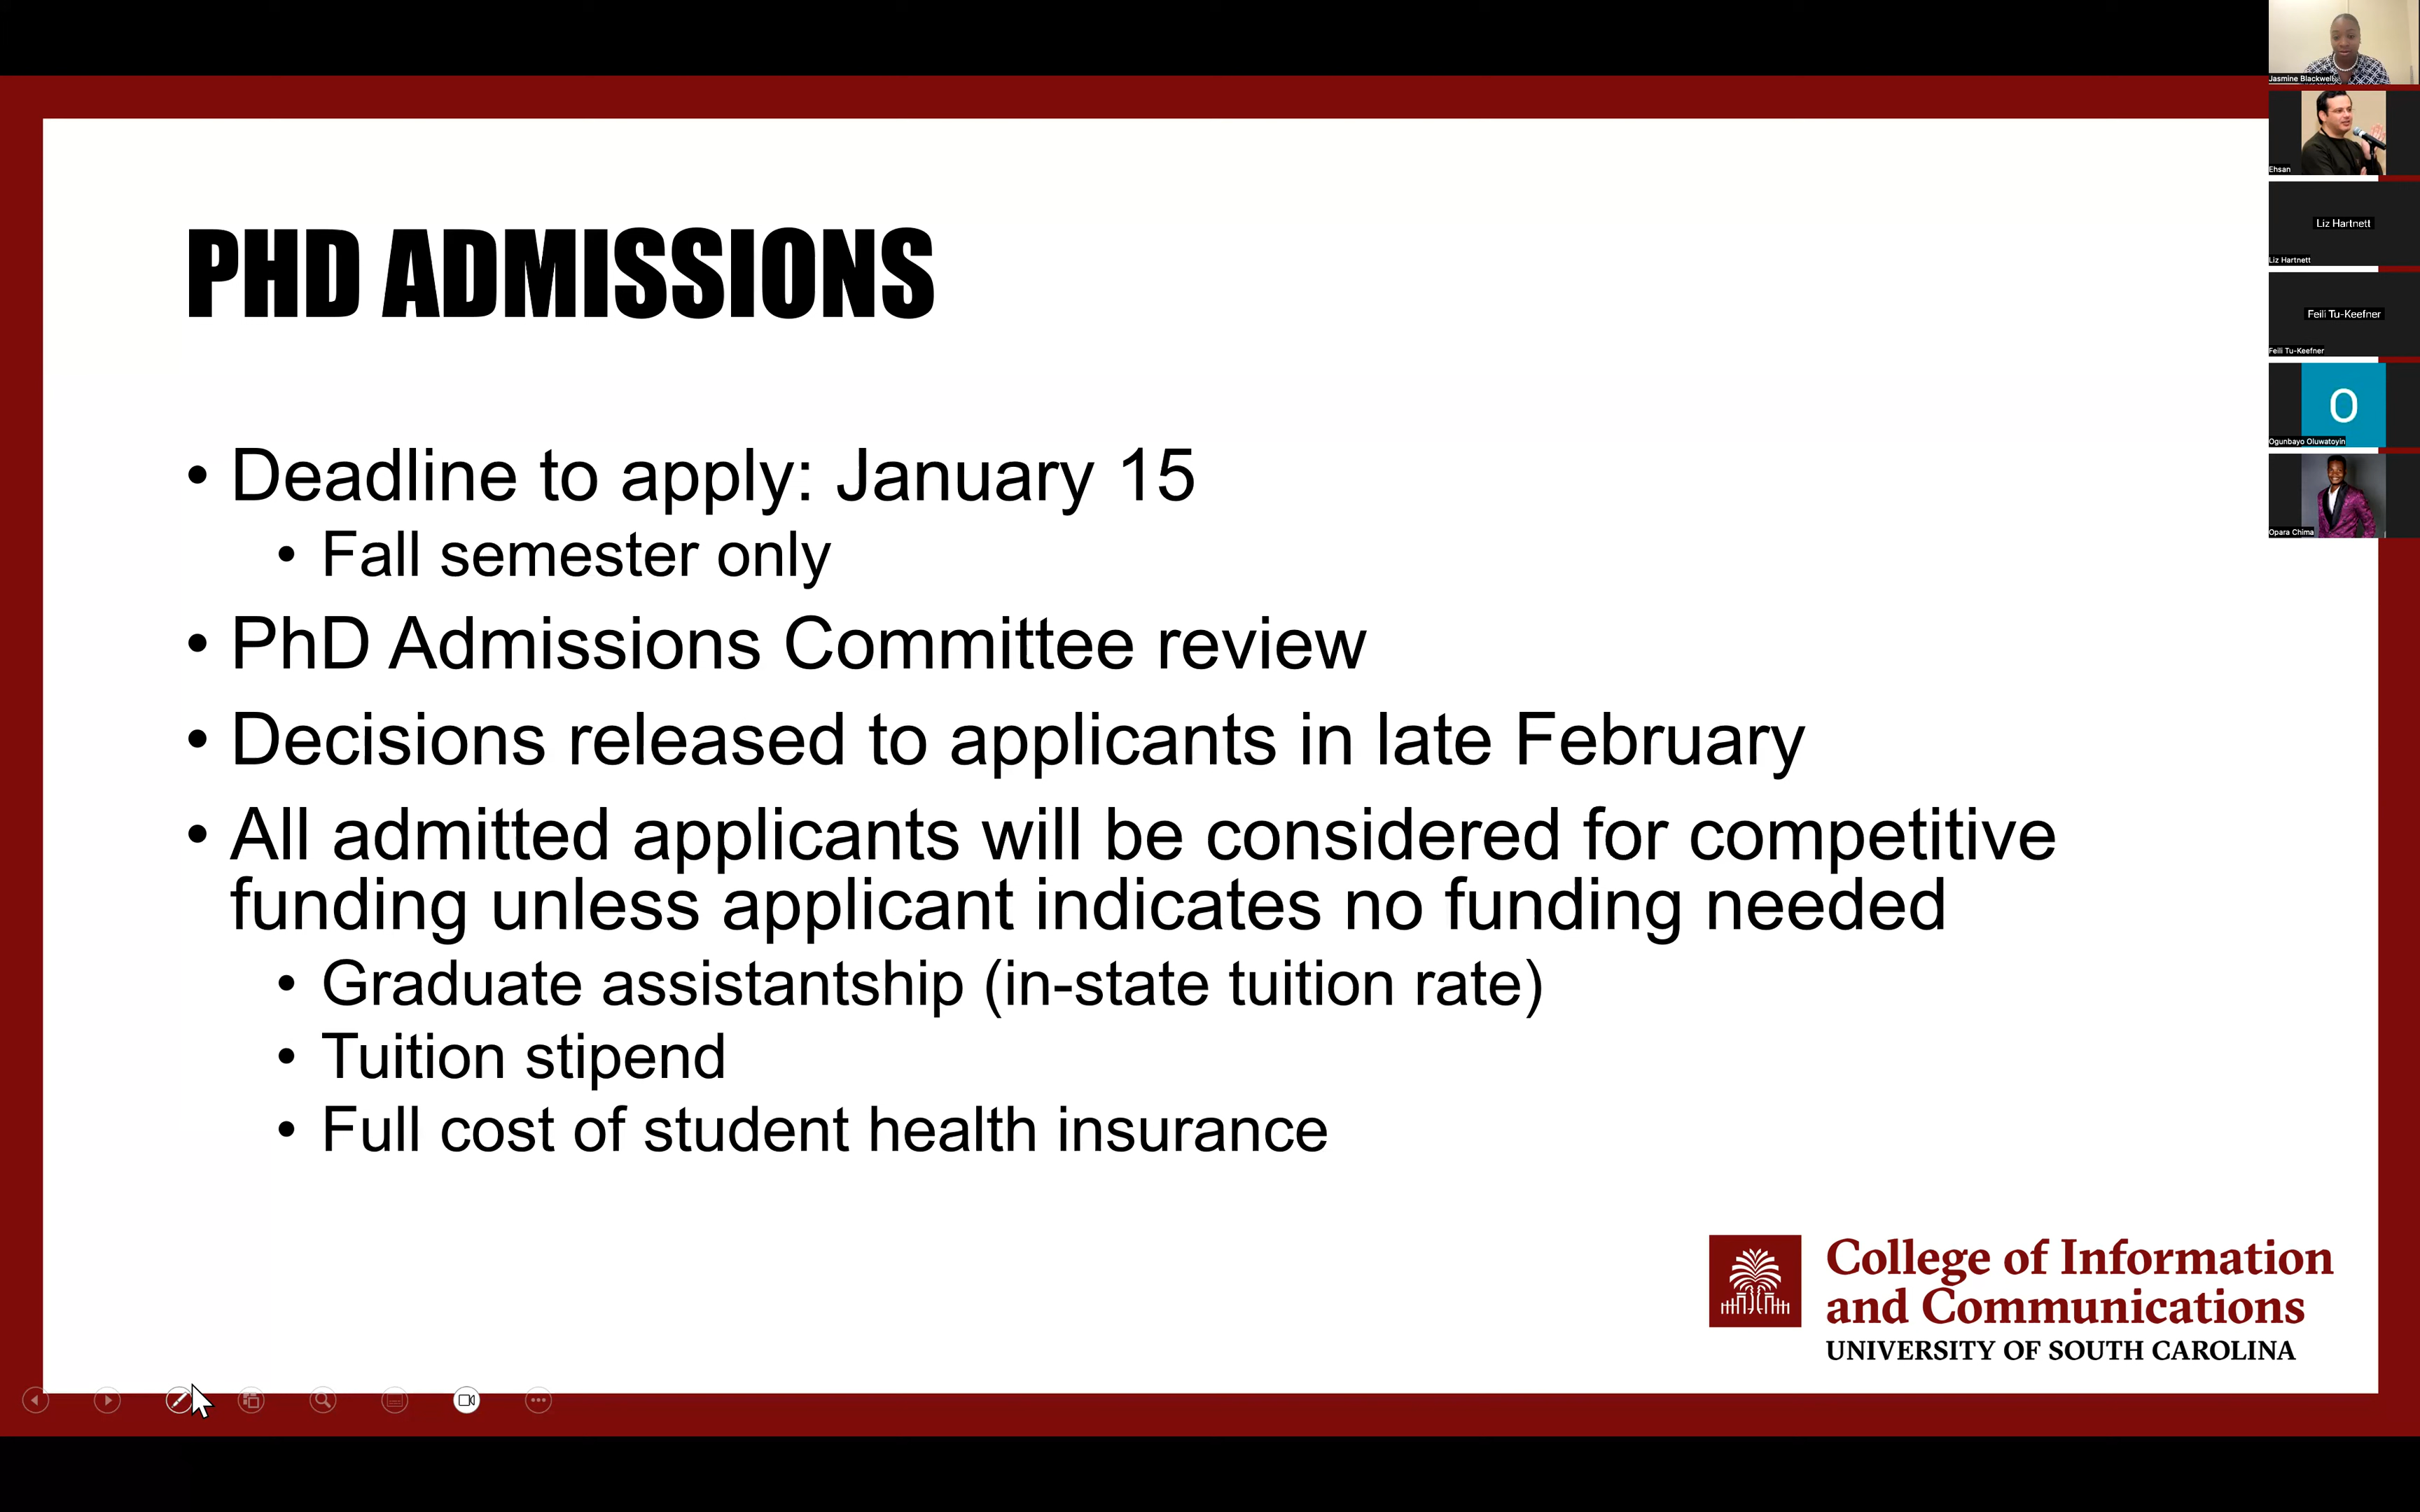 PHD ADMISSIONS
• Deadline to apply: January 15
• Fall semester only
• PhD Admissions Committee review
• Decisions released to applicants in late February
• All admitted applicants will be considered for competitive
funding unless applicant indicates no funding needed
• Graduate assistantship (in-state tuition rate)
• Tuition stipend
• Full cost of student health insurance
College of Information
and Communications
UNIVERSITY OF SOUTH CAROLINA
Jasmine Blackwell
Ehsan
Liz Hartnett
Liz Hartnett
Feili Tu-Keefner
Feili Tu-Keefner
O
Ogunbayo Oluwatoyin
Opara Chima